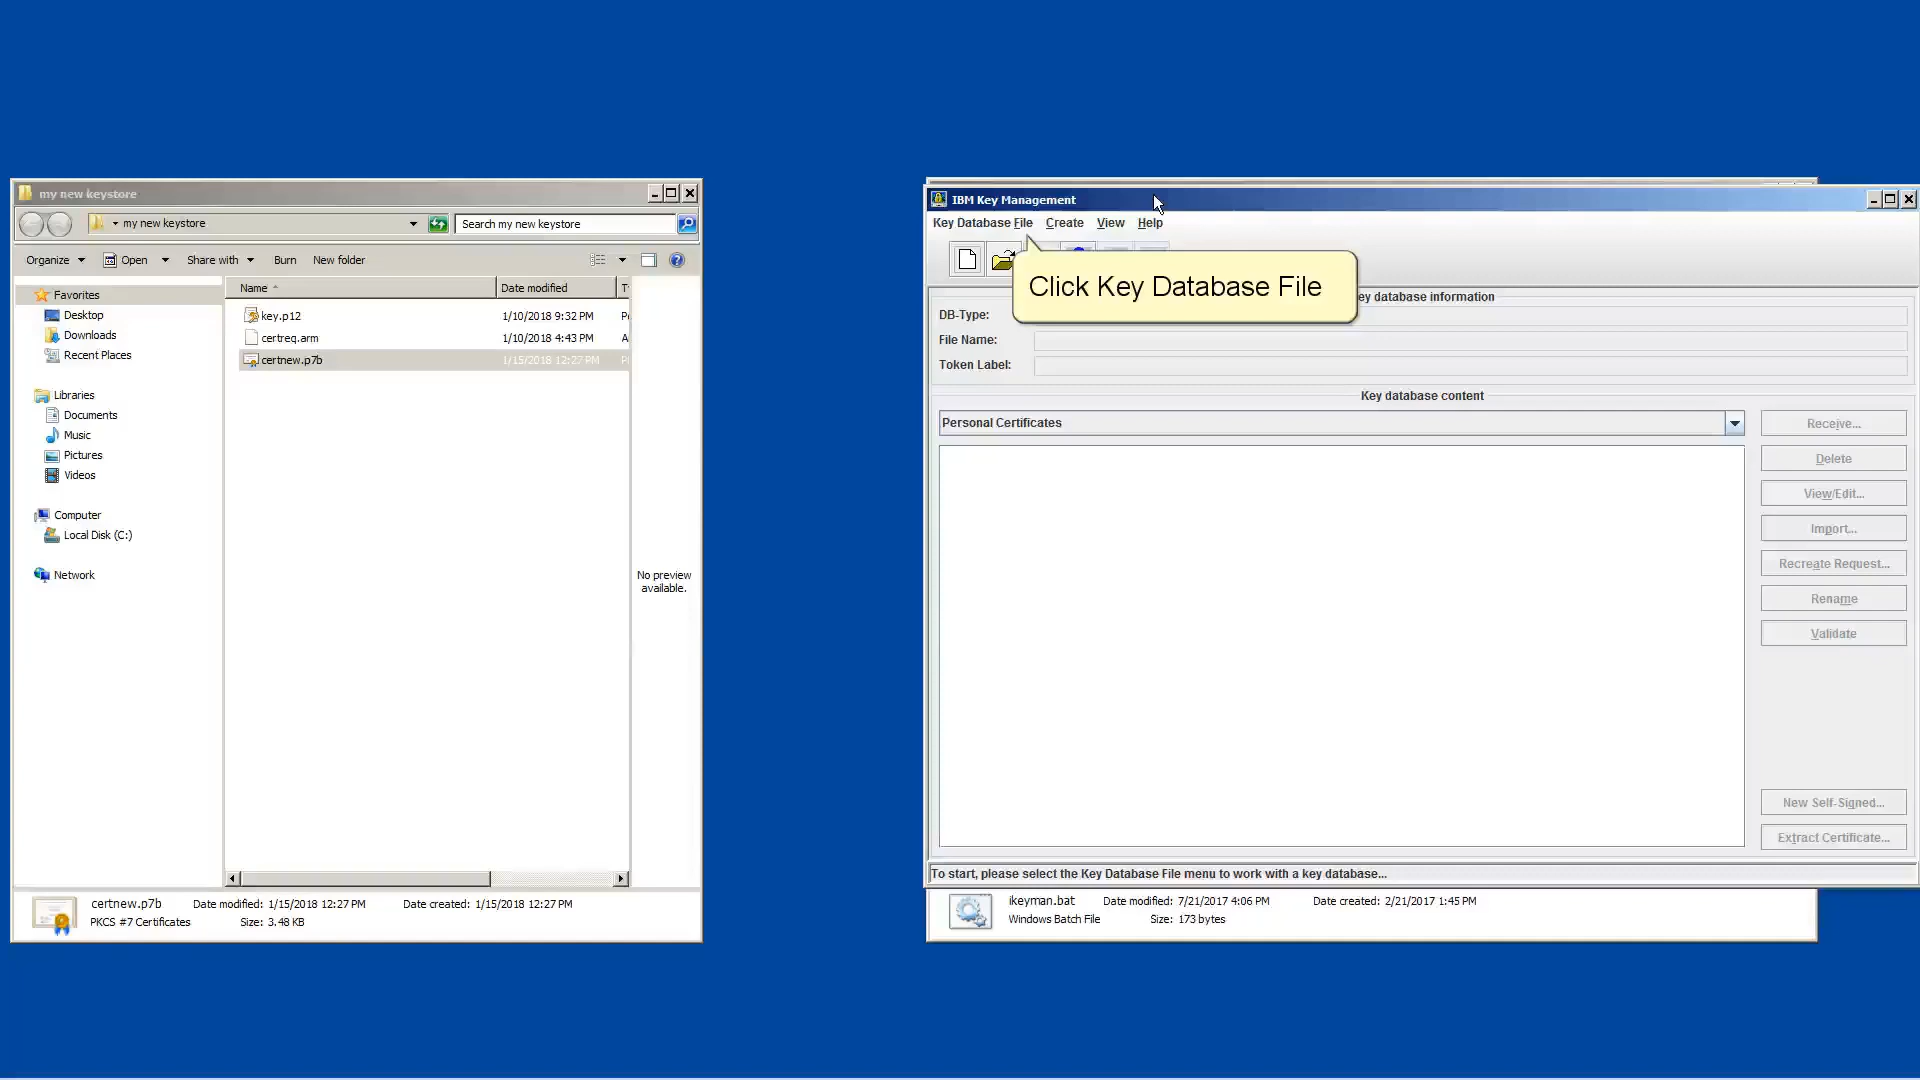 my new keystore
my new keystore
Search my new keystore
Organize Open Share with Burn New folder
Favorites
Desktop
Downloads
Recent Places
Libraries
Documents
Music
Pictures
Videos
Computer
Local Disk (C:)
Network
Name Date modified
key.p12 1/10/2018 9:32 PM
certreq.arm 1/10/2018 4:43 PM
certnew.p7b 1/15/2018 12:27 PM
No preview
available.
certnew.p7b Date modified: 1/15/2018 12:27 PM Date created: 1/15/2018 12:27 PM
PKCS #7 Certificates Size: 3.48 KB
IBM Key Management
Key Database File Create View Help
Click Key Database File
ey database information
DB-Type:
File Name:
Token Label:
Key database content
Personal Certificates
Receive...
Delete
View/Edit...
Import...
Recreate Request...
Rename
Validate
New Self-Signed...
Extract Certificate...
To start, please select the Key Database File menu to work with a key database...
ikeyman.bat Date modified: 7/21/2017 4:06 PM Date created: 2/21/2017 1:45 PM
Windows Batch File Size: 173 bytes